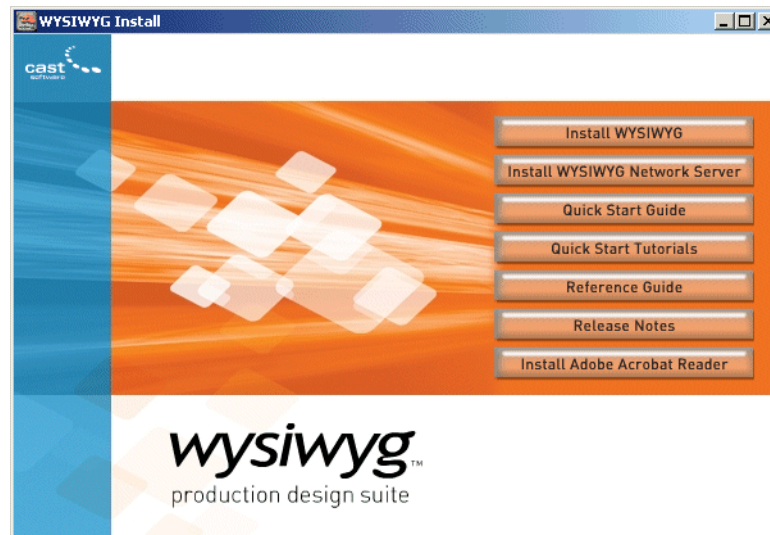 WYSIWYG Install
cast
software
Install WYSIWYG
Install WYSIWYG Network Server
Quick Start Guide
Quick Start Tutorials
Reference Guide
Release Notes
Install Adobe Acrobat Reader
wysiwyg™
production design suite